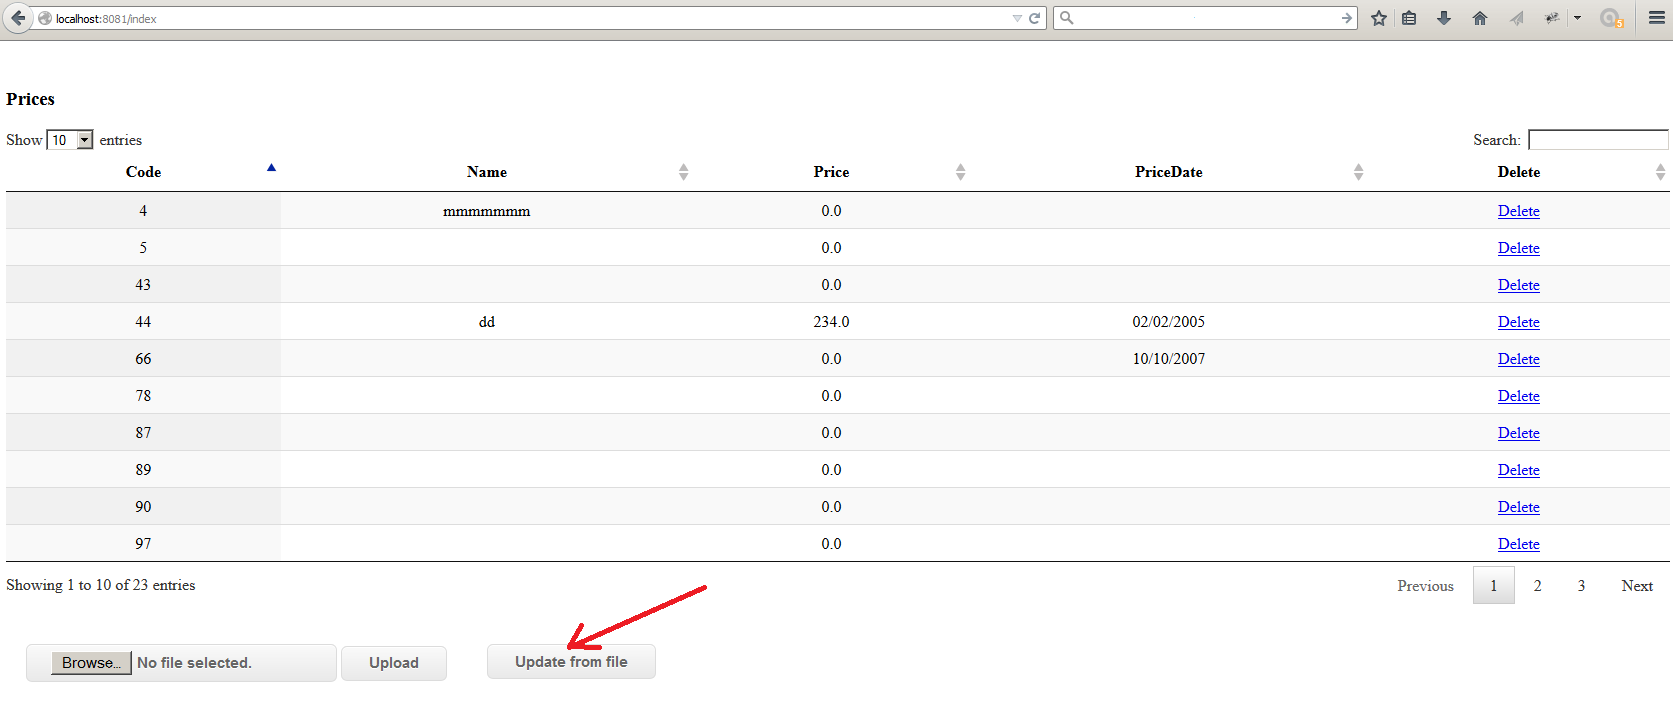 localhost:8081/index
5
Prices
Show 10 entries Search:
Code Name Price PriceDate Delete
4 mmmmmmm 0.0 Delete
5 0.0 Delete
43 0.0 Delete
44 dd 234.0 02/02/2005 Delete
66 0.0 10/10/2007 Delete
78 0.0 Delete
87 0.0 Delete
89 0.0 Delete
90 0.0 Delete
97 0.0 Delete
Showing 1 to 10 of 23 entries Previous 1 2 3 Next
Browse... No file selected. Upload Update from file